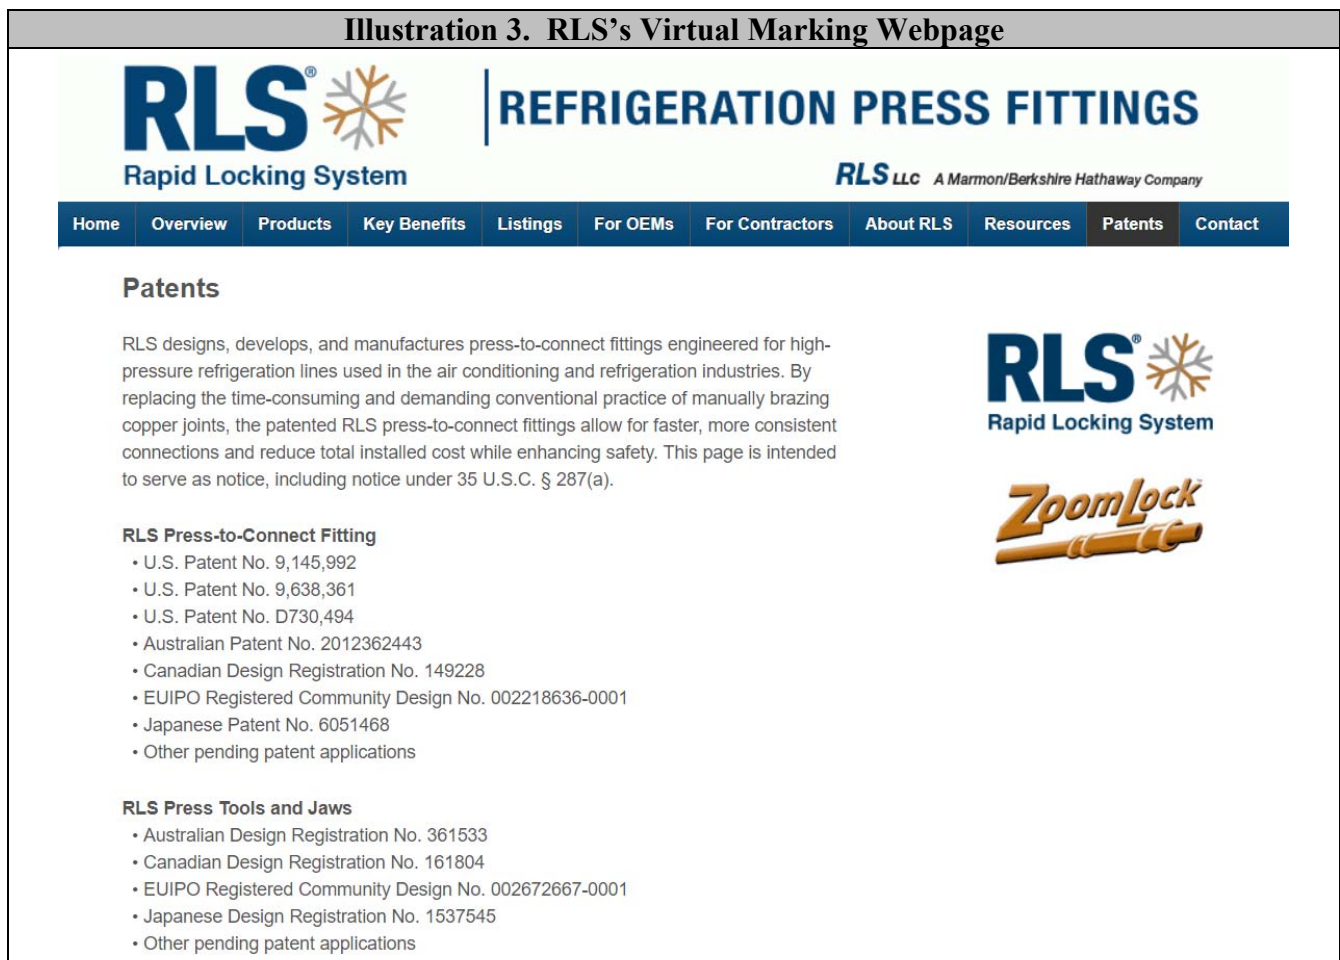 Illustration 3.  RLS’s Virtual Marking Webpage
RLS®
Rapid Locking System
REFRIGERATION PRESS FITTINGS
RLS LLC A Marmon/Berkshire Hathaway Company
Home Overview Products Key Benefits Listings For OEMs For Contractors About RLS Resources Patents Contact
Patents
RLS designs, develops, and manufactures press-to-connect fittings engineered for high-
pressure refrigeration lines used in the air conditioning and refrigeration industries. By
replacing the time-consuming and demanding conventional practice of manually brazing
copper joints, the patented RLS press-to-connect fittings allow for faster, more consistent
connections and reduce total installed cost while enhancing safety. This page is intended
to serve as notice, including notice under 35 U.S.C. § 287(a).
RLS®
Rapid Locking System
ZoomLock
RLS Press-to-Connect Fitting
• U.S. Patent No. 9,145,992
• U.S. Patent No. 9,638,361
• U.S. Patent No. D730,494
• Australian Patent No. 2012362443
• Canadian Design Registration No. 149228
• EUIPO Registered Community Design No. 002218636-0001
• Japanese Patent No. 6051468
• Other pending patent applications
RLS Press Tools and Jaws
• Australian Design Registration No. 361533
• Canadian Design Registration No. 161804
• EUIPO Registered Community Design No. 002672667-0001
• Japanese Design Registration No. 1537545
• Other pending patent applications